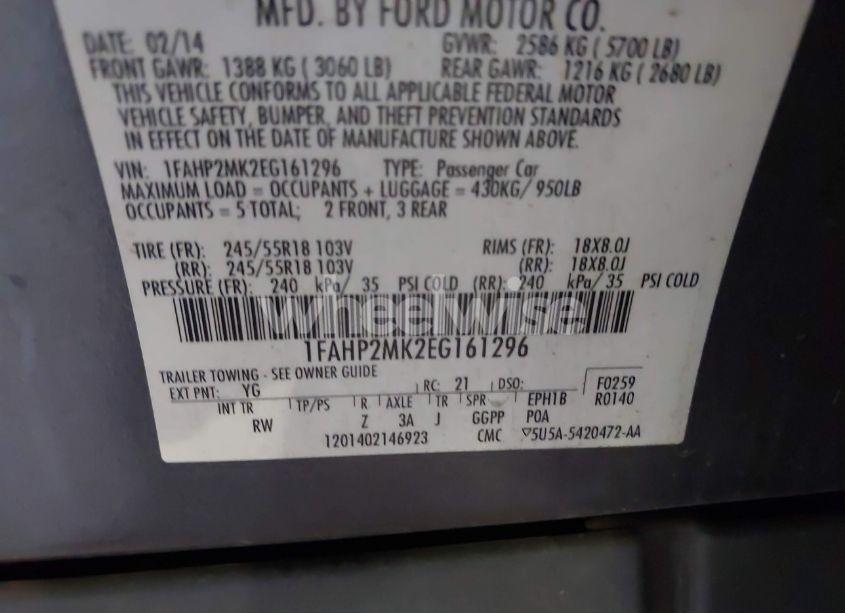 MFD. BY FORD MOTOR CO.
DATE: 02/14 GVWR: 2586 KG ( 5700 LB)
FRONT GAWR: 1388 KG ( 3060 LB) REAR GAWR: 1216 KG ( 2680 LB)
THIS VEHICLE CONFORMS TO ALL APPLICABLE FEDERAL MOTOR
VEHICLE SAFETY, BUMPER, AND THEFT PREVENTION STANDARDS
IN EFFECT ON THE DATE OF MANUFACTURE SHOWN ABOVE.
VIN: 1FAHP2MK2EG161296 TYPE: Passenger Car
MAXIMUM LOAD = OCCUPANTS + LUGGAGE = 430KG/ 950LB
OCCUPANTS = 5 TOTAL; 2 FRONT, 3 REAR
TIRE (FR): 245/55R18 103V RIMS (FR): 18X8.0J
(RR): 245/55R18 103V (RR): 18X8.0J
PRESSURE (FR): 240 kPa/ 35 PSI COLD (RR): 240 kPa/ 35 PSI COLD
wheelwise
1FAHP2MK2EG161296
TRAILER TOWING - SEE OWNER GUIDE
EXT PNT: YG RC: 21 DSO: F0259
INT TR TP/PS R AXLE TR SPR EPH1B R0140
RW Z 3A J GGPP POA
1201402146923 CMC 5U5A-5420472-AA